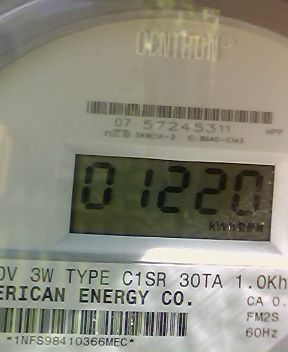 CENTRON®
07 57245311
01220
0V 3W TYPE C1SR 30TA 1.0Kh
ERICAN ENERGY CO.
CA 0.
FM2S
60Hz
*1NFS98410366MEC*